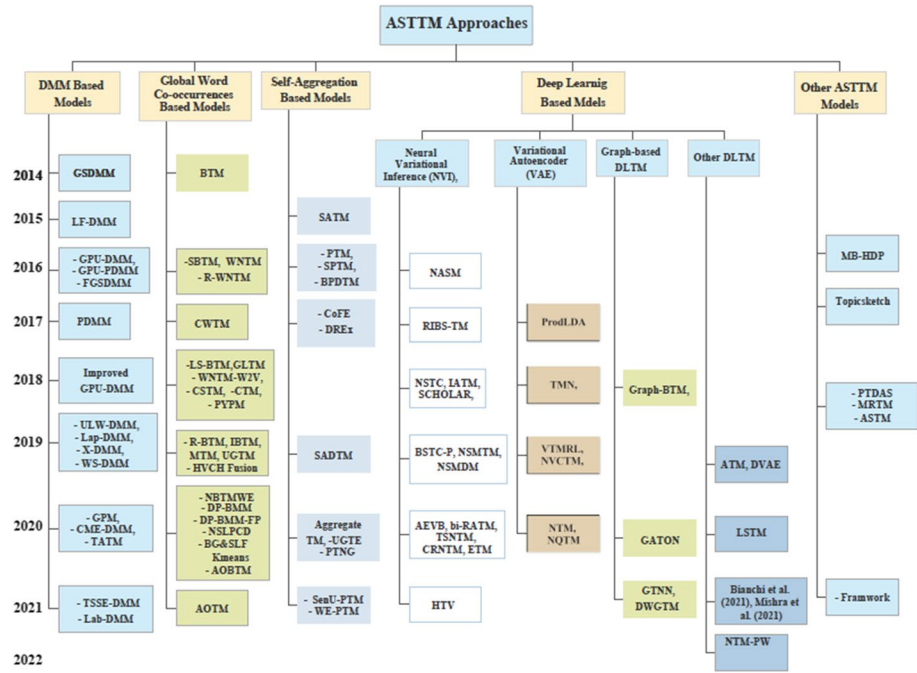 ASTTM Approaches
DMM Based
Models
Global Word
Co-occurrences
Based Models
Self-Aggregation
Based Models
Deep Learnig
Based Mdels
Other ASTTM
Models
Neural
Variational
Inference (NVI),
Variational
Autoencoder
(VAE)
Graph-based
DLTM
Other DLTM
2014
GSDMM
BTM
2015
LF-DMM
SATM
2016
- GPU-DMM,
- GPU-PDMM
- FGSDMM
-SBTM, WNTM
- R-WNTM
- PTM,
- SPTM,
- BPDTM
NASM
MB-HDP
2017
PDMM
CWTM
- CoFE
- DREx
RIBS-TM
ProdLDA
Topicsketch
2018
Improved
GPU-DMM
-LS-BTM,GLTM
- WNTM-W2V,
- CSTM, -CTM,
- PYPM
NSTC, IATM,
SCHOLAR,
TMN,
Graph-BTM,
- PTDAS
- MRTM
- ASTM
2019
- ULW-DMM,
- Lap-DMM,
- X-DMM,
- WS-DMM
- R-BTM, IBTM,
MTM, UGTM
- HVCH Fusion
SADTM
BSTC-P, NSMTM,
NSMDM
VTMRL,
NVCTM,
ATM, DVAE
2020
- GPM,
- CME-DMM,
- TATM
- NBTMWE
- DP-BMM
- DP-BMM-FP
- NSLPCD
- BG&SLF
Kmeans
- AOBTM
Aggregate
TM, -UGTE
- PTNG
AEVB, bi-RATM,
TSNTM,
CRNTM, ETM
NTM,
NQTM
GATON
LSTM
2021
- TSSE-DMM
- Lab-DMM
AOTM
- SenU-PTM
- WE-PTM
HTV
GTNN,
DWGTM
Bianchi et al.
(2021), Mishra
et al. (2021)
- Framwork
2022
NTM-PW